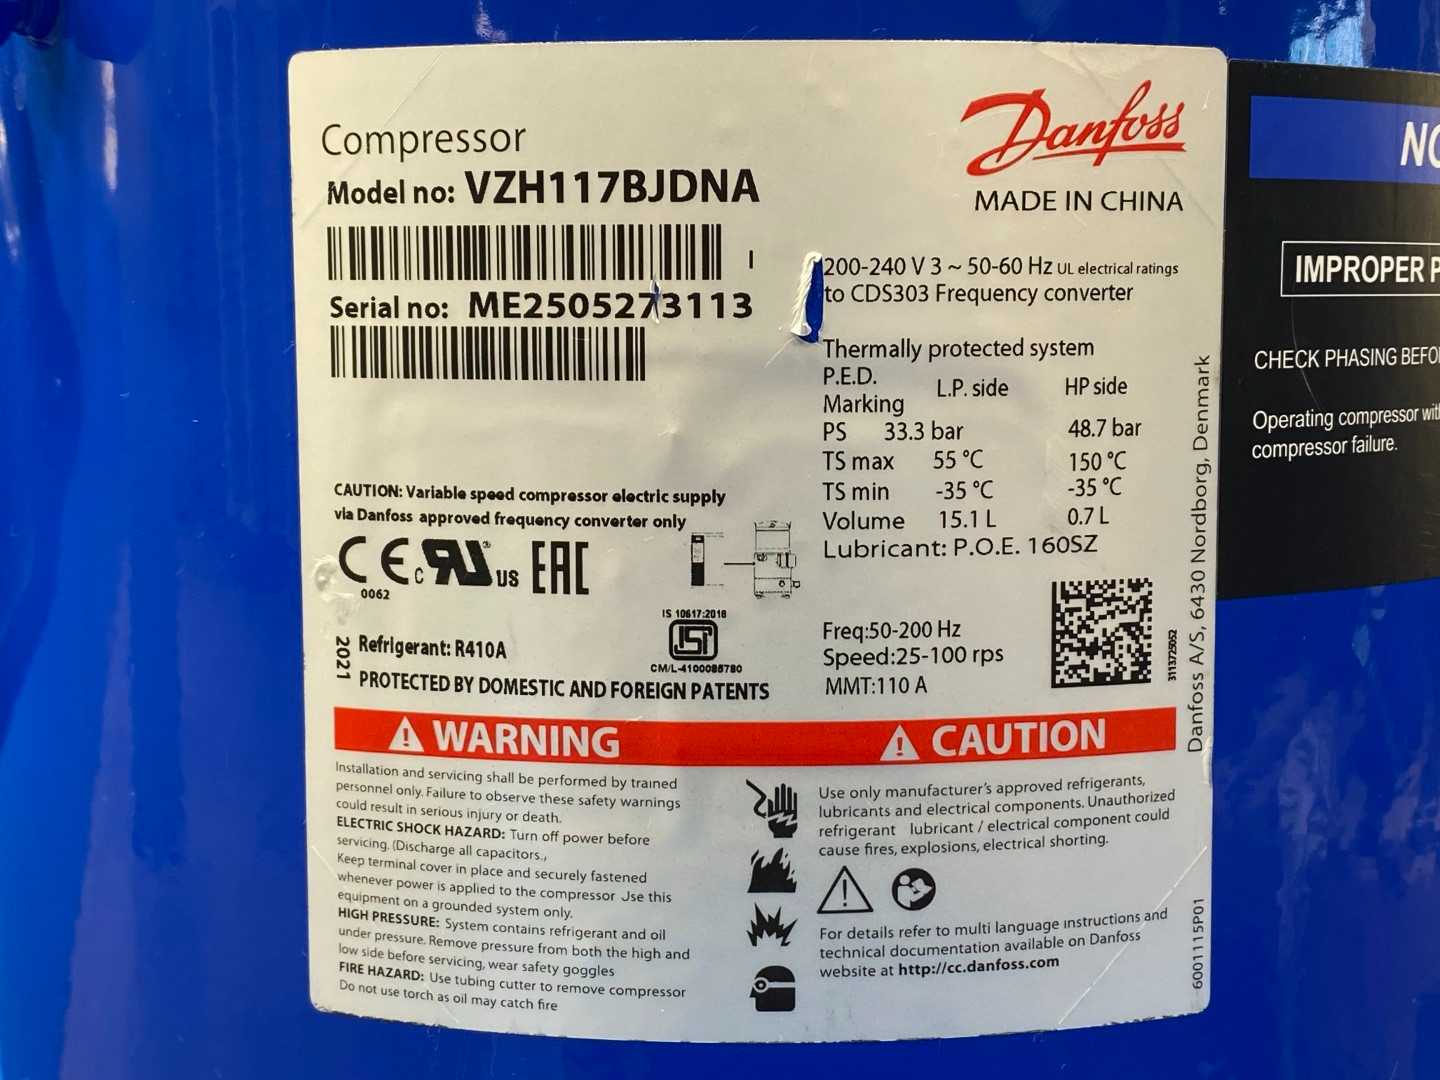 Compressor
Danfoss
Model no: VZH117BJDNA
MADE IN CHINA
I
Serial no: ME2505273113
200-240 V 3 ~ 50-60 Hz UL electrical ratings
to CDS303 Frequency converter
Thermally protected system
P.E.D.
Marking
L.P. side HP side
PS 33.3 bar 48.7 bar
TS max 55 °C 150 °C
TS min -35 °C -35 °C
Volume 15.1 L 0.7 L
Lubricant: P.O.E. 160SZ
CAUTION: Variable speed compressor electric supply
via Danfoss approved frequency converter only
CE c RU US EAC
0062
IS 10617:2018
ISI
CM/L-4100085780
2021
Refrigerant: R410A
PROTECTED BY DOMESTIC AND FOREIGN PATENTS
Freq:50-200 Hz
Speed:25-100 rps
MMT:110 A
3113725052
Danfoss A/S, 6430 Nordborg, Denmark
WARNING
Installation and servicing shall be performed by trained
personnel only. Failure to observe these safety warnings
could result in serious injury or death.
ELECTRIC SHOCK HAZARD: Turn off power before
servicing. (Discharge all capacitors.,
Keep terminal cover in place and securely fastened
whenever power is applied to the compressor Jse this
equipment on a grounded system only.
HIGH PRESSURE: System contains refrigerant and oil
under pressure. Remove pressure from both the high and
low side before servicing, wear safety goggles
FIRE HAZARD: Use tubing cutter to remove compressor
Do not use torch as oil may catch fire
CAUTION
Use only manufacturer's approved refrigerants,
lubricants and electrical components. Unauthorized
refrigerant lubricant / electrical component could
cause fires, explosions, electrical shorting.
For details refer to multi language instructions and
technical documentation available on Danfoss
website at http://cc.danfoss.com
6001115P01
NO
IMPROPER P
CHECK PHASING BEFO
Operating compressor wit
compressor failure.